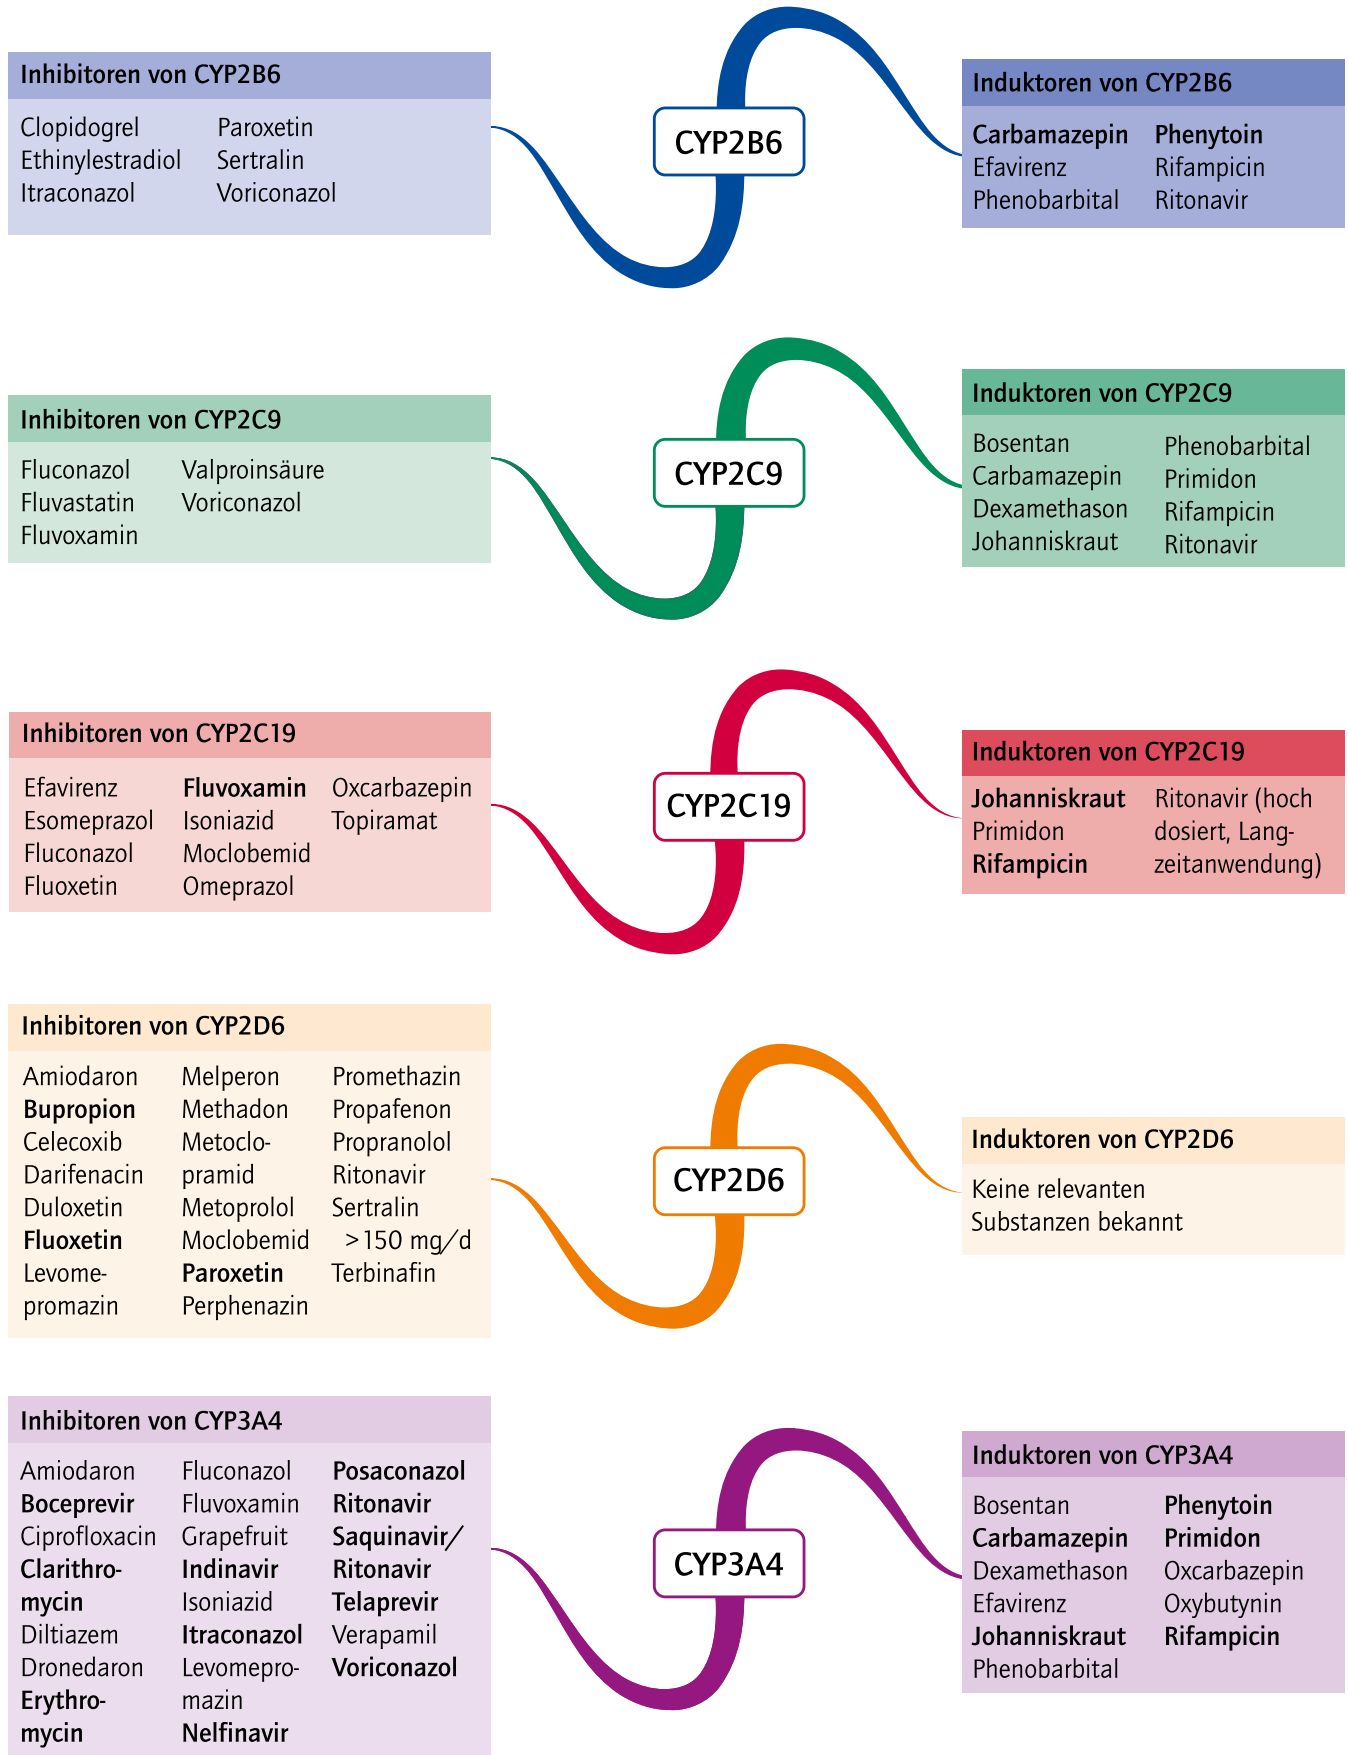 Inhibitoren von CYP2B6
Clopidogrel
Ethinylestradiol
Itraconazol
Paroxetin
Sertralin
Voriconazol
CYP2B6
Induktoren von CYP2B6
Carbamazepin
Efavirenz
Phenobarbital
Phenytoin
Rifampicin
Ritonavir
Inhibitoren von CYP2C9
Fluconazol
Fluvastatin
Fluvoxamin
Valproinsäure
Voriconazol
CYP2C9
Induktoren von CYP2C9
Bosentan
Carbamazepin
Dexamethason
Johanniskraut
Phenobarbital
Primidon
Rifampicin
Ritonavir
Inhibitoren von CYP2C19
Efavirenz
Esomeprazol
Fluconazol
Fluoxetin
Fluvoxamin
Isoniazid
Moclobemid
Omeprazol
Oxcarbazepin
Topiramat
CYP2C19
Induktoren von CYP2C19
Johanniskraut
Primidon
Rifampicin
Ritonavir (hoch
dosiert, Lang-
zeitanwendung)
Inhibitoren von CYP2D6
Amiodaron
Bupropion
Celecoxib
Darifenacin
Duloxetin
Fluoxetin
Levome-
promazin
Melperon
Methadon
Metoclo-
pramid
Metoprolol
Moclobemid
Paroxetin
Perphenazin
Promethazin
Propafenon
Propranolol
Ritonavir
Sertralin
>150 mg/d
Terbinafin
CYP2D6
Induktoren von CYP2D6
Keine relevanten
Substanzen bekannt
Inhibitoren von CYP3A4
Amiodaron
Boceprevir
Ciprofloxacin
Clarithro-
mycin
Diltiazem
Dronedaron
Erythro-
mycin
Fluconazol
Fluvoxamin
Grapefruit
Indinavir
Isoniazid
Itraconazol
Levomepro-
mazin
Nelfinavir
Posaconazol
Ritonavir
Saquinavir/
Ritonavir
Telaprevir
Verapamil
Voriconazol
CYP3A4
Induktoren von CYP3A4
Bosentan
Carbamazepin
Dexamethason
Efavirenz
Johanniskraut
Phenobarbital
Phenytoin
Primidon
Oxcarbazepin
Oxybutynin
Rifampicin